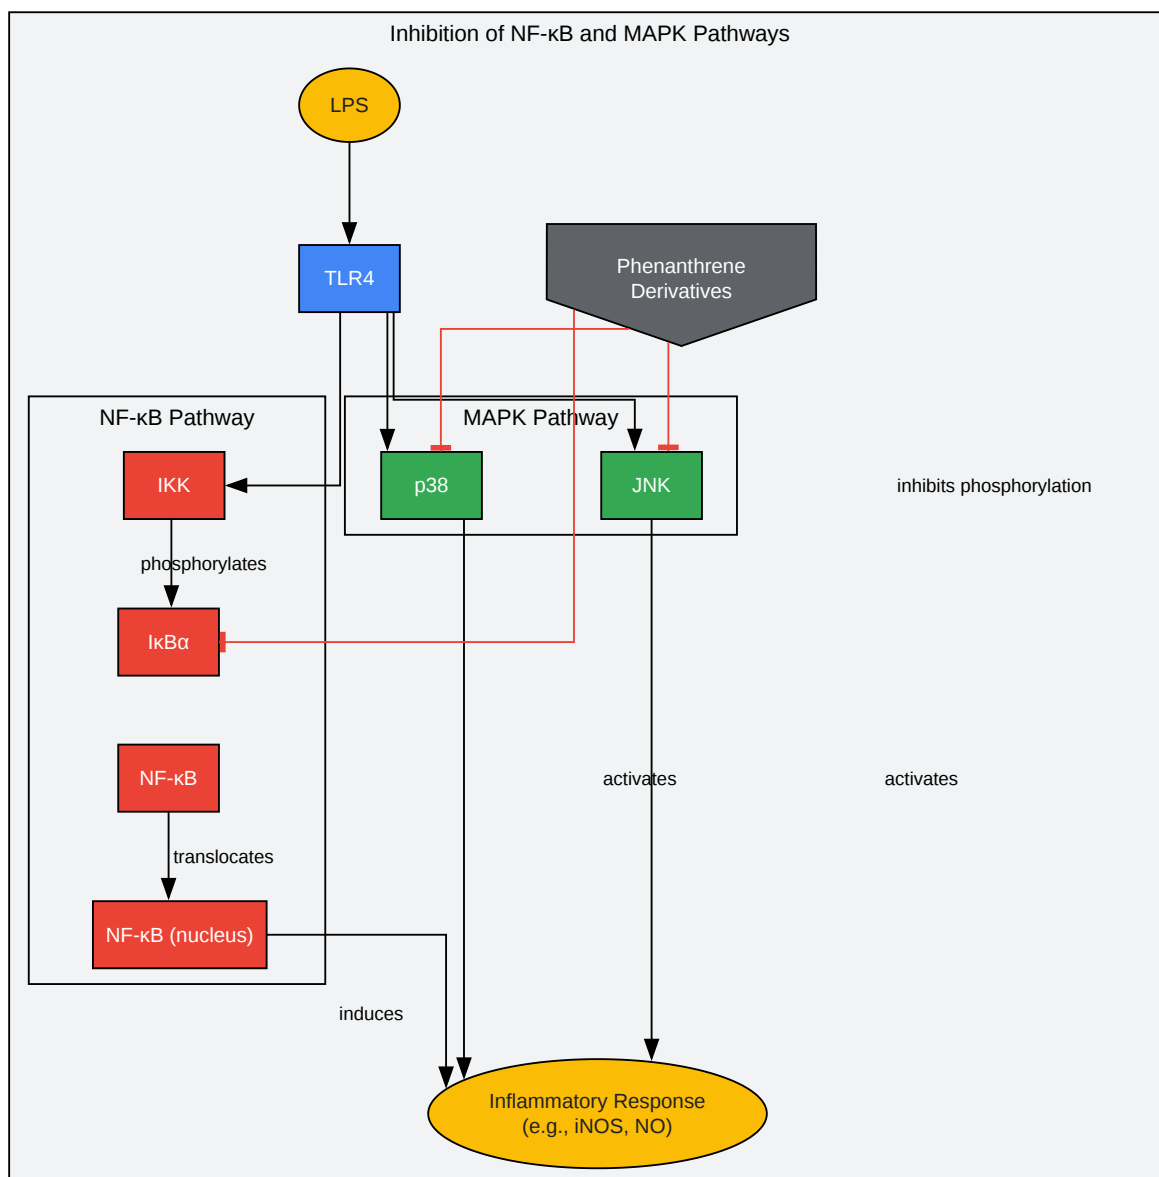 Inhibition of NF-κB and MAPK Pathways
LPS
TLR4
Phenanthrene
Derivatives
NF-κB Pathway
MAPK Pathway
IKK
p38
JNK
inhibits phosphorylation
phosphorylates
IκBα
NF-κB
activates
activates
translocates
NF-κB (nucleus)
induces
Inflammatory Response
(e.g., iNOS, NO)